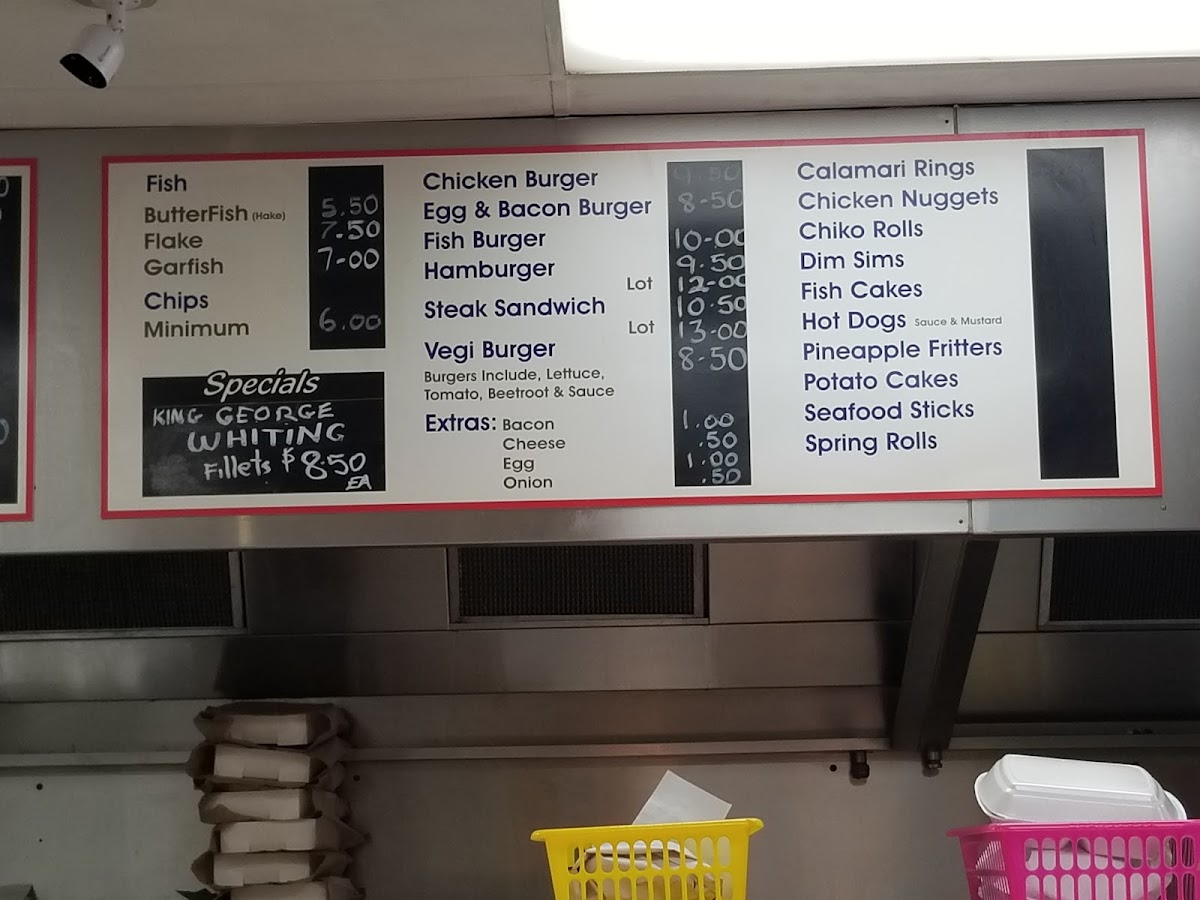 Fish
ButterFish (Hake) 5.50
Flake 7.50
Garfish 7-00
Chips
Minimum 6.00
Specials
KING GEORGE
WHITING
Fillets $8.50
EA
Chicken Burger 9.50
Egg & Bacon Burger 8-50
Fish Burger 10-00
Hamburger 9.50
Lot 12-00
Steak Sandwich 10.50
Lot 13-00
Vegi Burger 8-50
Burgers Include, Lettuce,
Tomato, Beetroot & Sauce
Extras: Bacon 1.00
Cheese .50
Egg 1.00
Onion .50
Calamari Rings
Chicken Nuggets
Chiko Rolls
Dim Sims
Fish Cakes
Hot Dogs Sauce & Mustard
Pineapple Fritters
Potato Cakes
Seafood Sticks
Spring Rolls